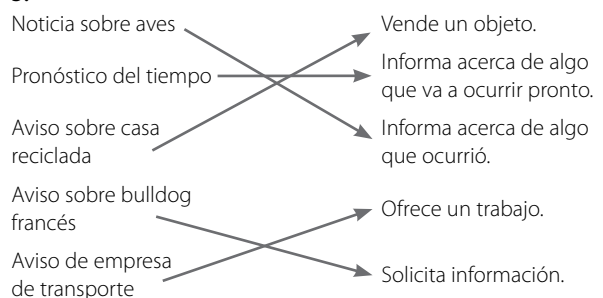 Noticia sobre aves
Pronóstico del tiempo
Aviso sobre casa
reciclada
Aviso sobre bulldog
francés
Aviso de empresa
de transporte
Vende un objeto.
Informa acerca de algo
que va a ocurrir pronto.
Informa acerca de algo
que ocurrió.
Ofrece un trabajo.
Solicita información.